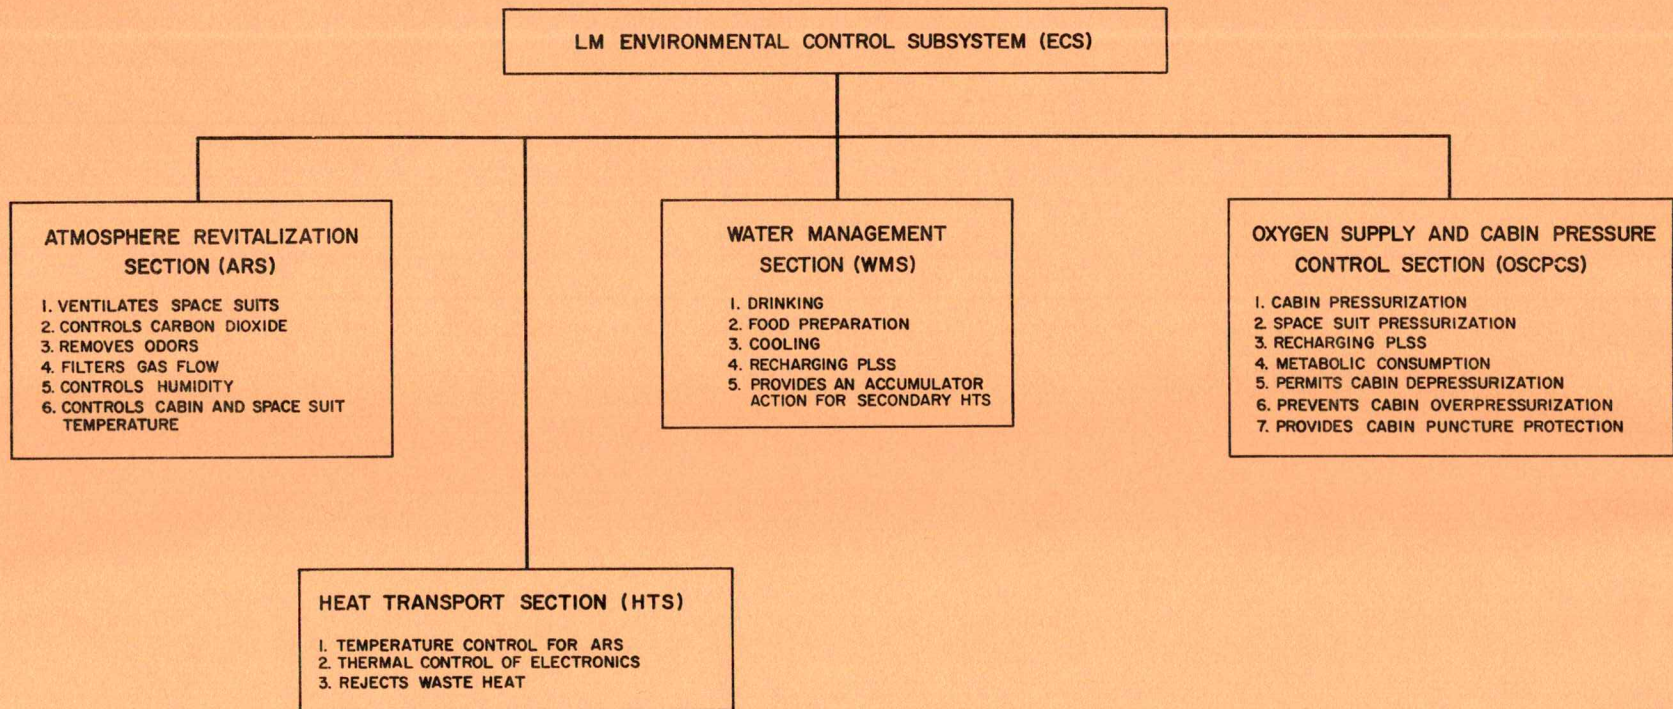 LM ENVIRONMENTAL CONTROL SUBSYSTEM (ECS)
ATMOSPHERE REVITALIZATION
SECTION (ARS)
1. VENTILATES SPACE SUITS
2. CONTROLS CARBON DIOXIDE
3. REMOVES ODORS
4. FILTERS GAS FLOW
5. CONTROLS HUMIDITY
6. CONTROLS CABIN AND SPACE SUIT
TEMPERATURE
WATER MANAGEMENT
SECTION (WMS)
1. DRINKING
2. FOOD PREPARATION
3. COOLING
4. RECHARGING PLSS
5. PROVIDES AN ACCUMULATOR
ACTION FOR SECONDARY HTS
OXYGEN SUPPLY AND CABIN PRESSURE
CONTROL SECTION (OSCPCS)
1. CABIN PRESSURIZATION
2. SPACE SUIT PRESSURIZATION
3. RECHARGING PLSS
4. METABOLIC CONSUMPTION
5. PERMITS CABIN DEPRESSURIZATION
6. PREVENTS CABIN OVERPRESSURIZATION
7. PROVIDES CABIN PUNCTURE PROTECTION
HEAT TRANSPORT SECTION (HTS)
1. TEMPERATURE CONTROL FOR ARS
2. THERMAL CONTROL OF ELECTRONICS
3. REJECTS WASTE HEAT